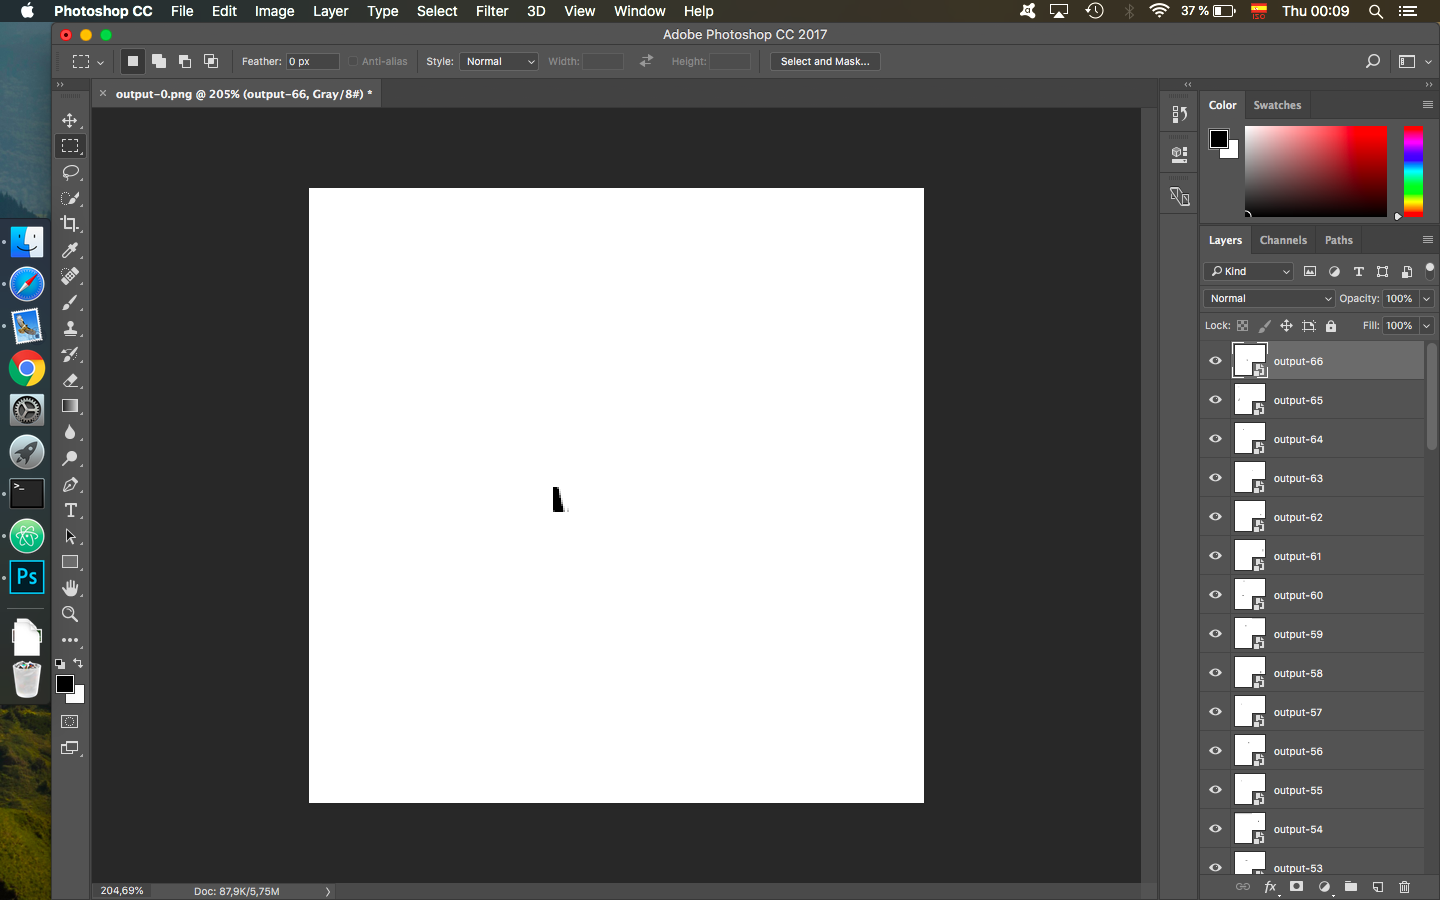 Photoshop CC File Edit Image Layer Type Select Filter 3D View Window Help 37 % ISO Thu 00:09
Adobe Photoshop CC 2017
Feather: 0 px Anti-alias Style: Normal Width: Height: Select and Mask...
output-0.png @ 205% (output-66, Gray/8#) *
Color Swatches
Layers Channels Paths
Kind
Normal Opacity: 100%
Lock: Fill: 100%
output-66
output-65
output-64
output-63
output-62
output-61
output-60
output-59
output-58
output-57
output-56
output-55
output-54
output-53
Ps
204,69% Doc: 87,9K/5,75M
fx